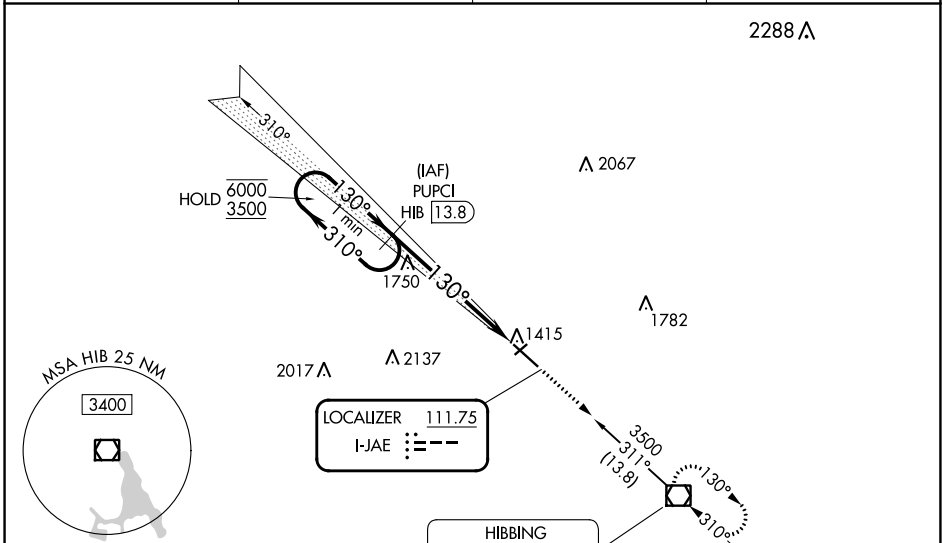 2288
310°
(IAF)
PUPCI
HIB 13.8
2067
HOLD 6000
3500
130°
1 min
310°
1750
130°
1782
1415
MSA HIB 25 NM
3400
2017
2137
LOCALIZER 111.75
I-JAE
3500
311°
(13.8)
130°
310°
HIBBING